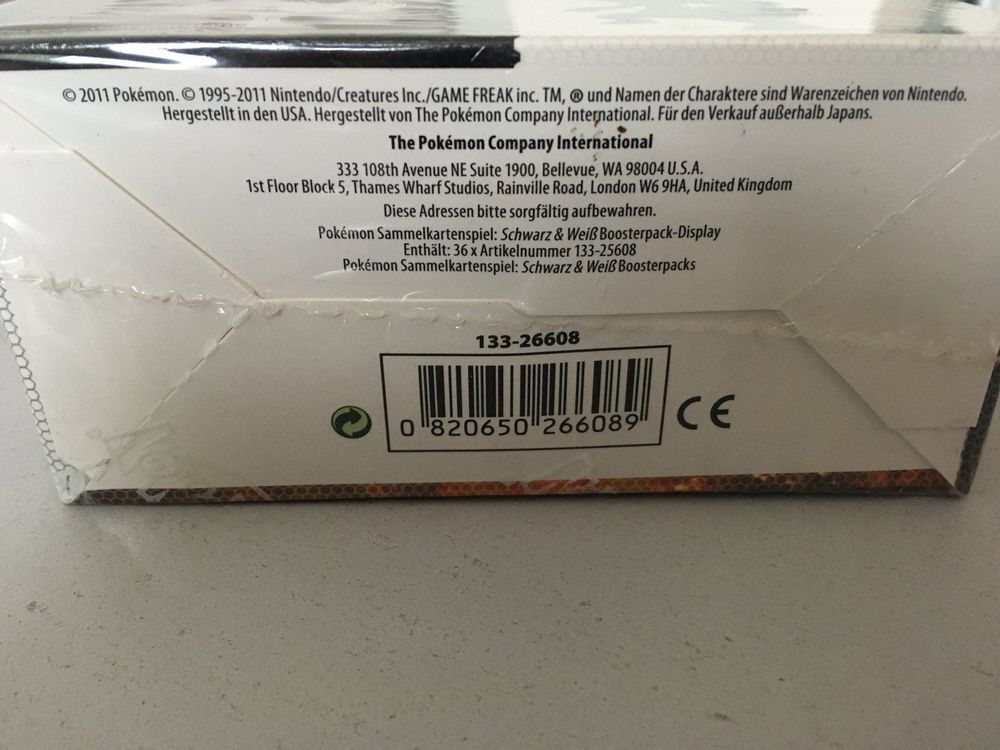 © 2011 Pokémon. © 1995-2011 Nintendo/Creatures Inc./GAME FREAK inc. TM, ® und Namen der Charaktere sind Warenzeichen von Nintendo.
Hergestellt in den USA. Hergestellt von The Pokémon Company International. Für den Verkauf außerhalb Japans.
The Pokémon Company International
333 108th Avenue NE Suite 1900, Bellevue, WA 98004 U.S.A.
1st Floor Block 5, Thames Wharf Studios, Rainville Road, London W6 9HA, United Kingdom
Diese Adressen bitte sorgfältig aufbewahren.
Pokémon Sammelkartenspiel: Schwarz & Weiß Boosterpack-Display
Enthält: 36 x Artikelnummer 133-25608
Pokémon Sammelkartenspiel: Schwarz & Weiß Boosterpacks
133-26608
0 820650 266089
CE